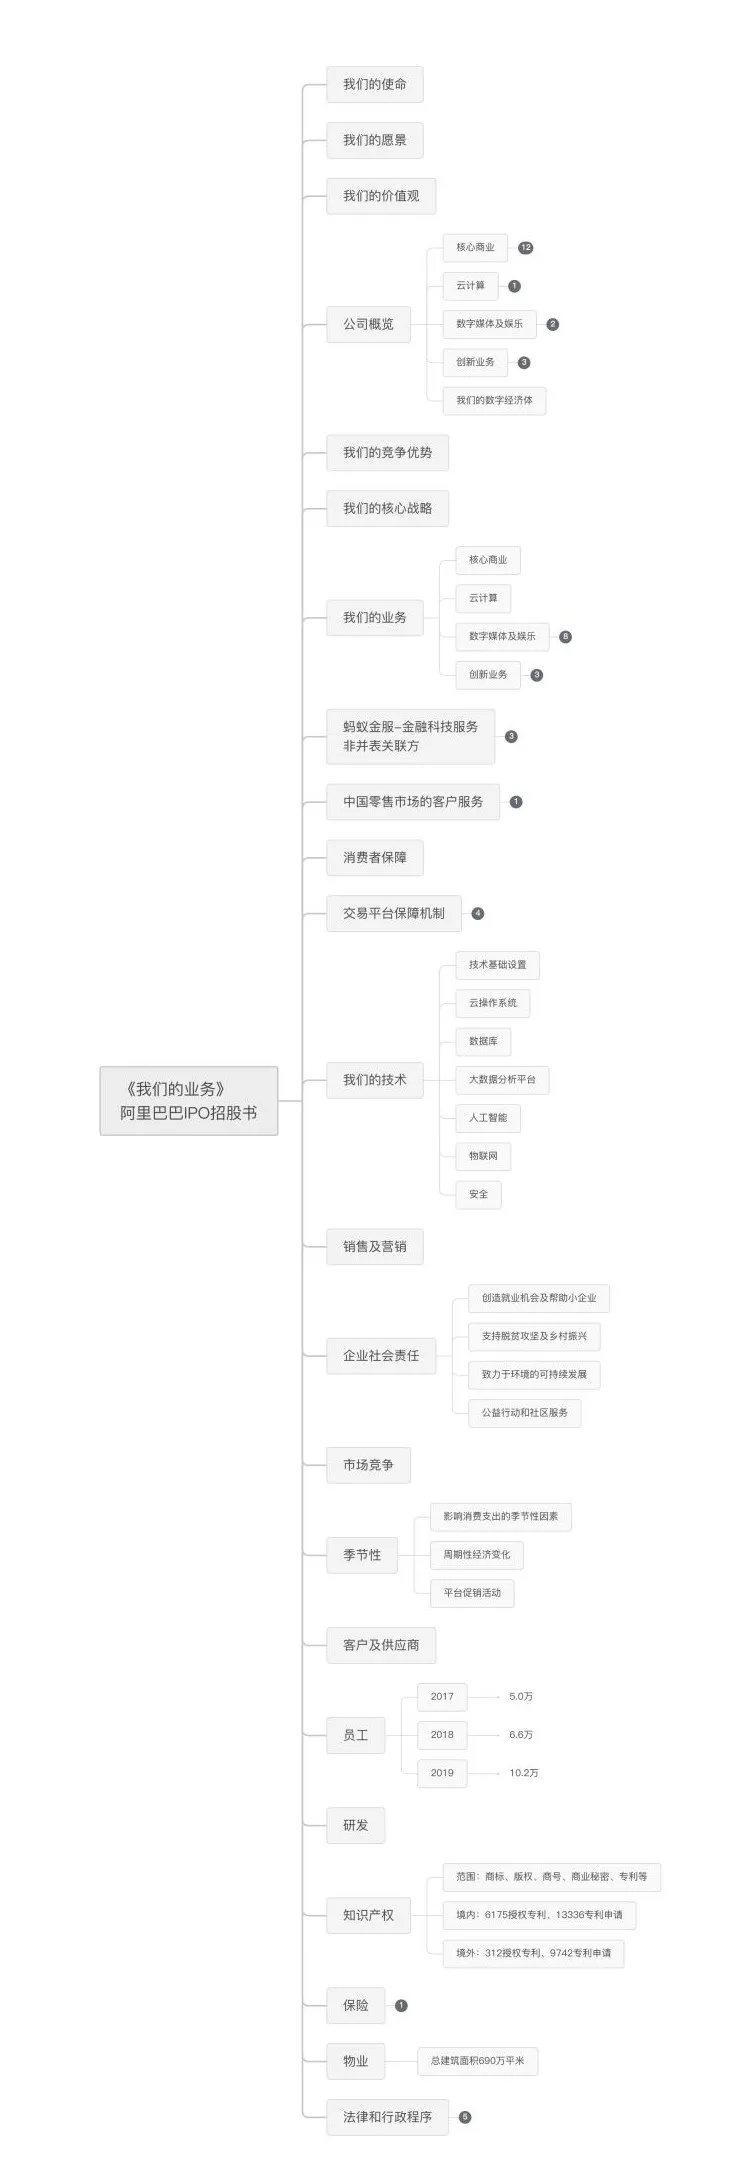 我们的使命
我们的愿景
我们的价值观
公司概览
核心商业
12
云计算
1
数字媒体及娱乐
2
创新业务
3
我们的数字经济体
我们的竞争优势
我们的核心战略
我们的业务
核心商业
云计算
数字媒体及娱乐
8
创新业务
3
蚂蚁金服-金融科技服务
非并表关联方
3
中国零售市场的客户服务
1
消费者保障
交易平台保障机制
4
《我们的业务》
阿里巴巴IPO招股书
我们的技术
技术基础设置
云操作系统
数据库
大数据分析平台
人工智能
物联网
安全
销售及营销
企业社会责任
创造就业机会及帮助小企业
支持脱贫攻坚及乡村振兴
致力于环境的可持续发展
公益行动和社区服务
市场竞争
季节性
影响消费支出的季节性因素
周期性经济变化
平台促销活动
客户及供应商
员工
2017
5.0万
2018
6.6万
2019
10.2万
研发
知识产权
范围：商标、版权、商号、商业秘密、专利等
境内：6175授权专利、13336专利申请
境外：312授权专利、9742专利申请
保险
1
物业
总建筑面积690万平米
法律和行政程序
5